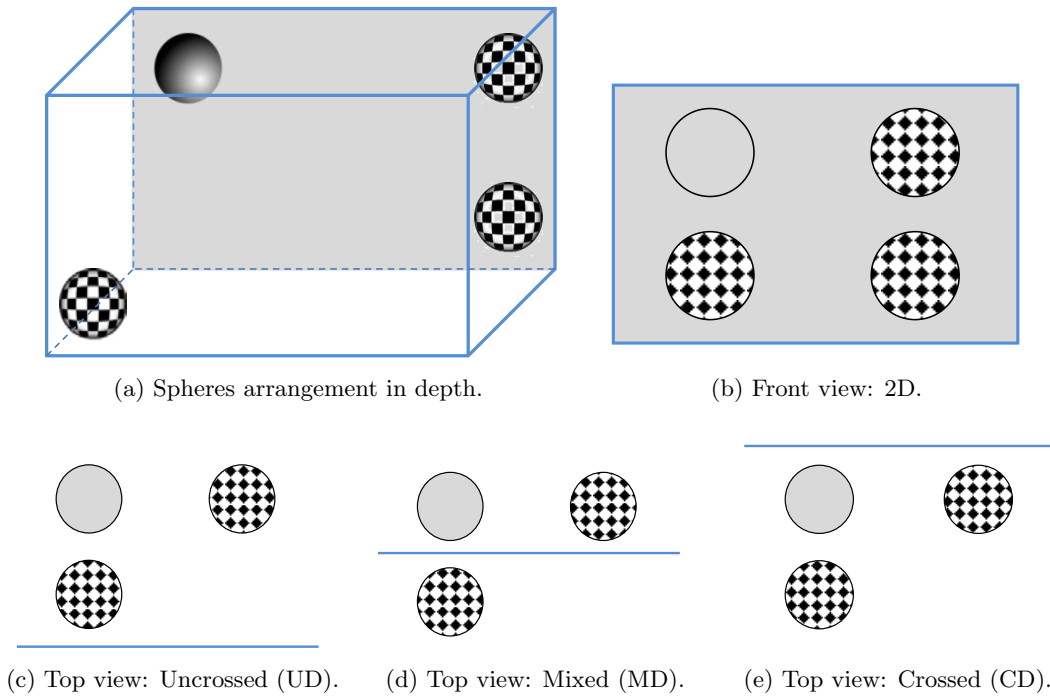 (a) Spheres arrangement in depth.
(b) Front view: 2D.
(c) Top view: Uncrossed (UD).
(d) Top view: Mixed (MD).
(e) Top view: Crossed (CD).